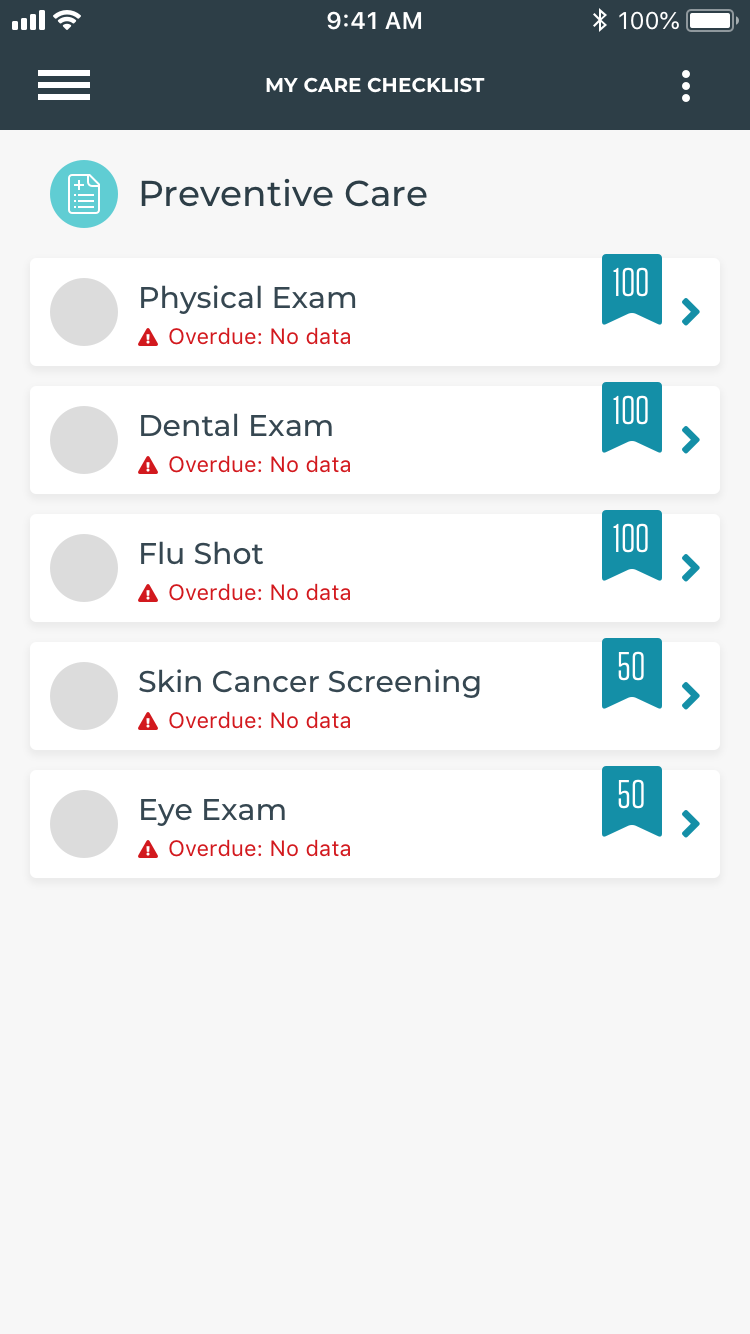 9:41 AM 100%
MY CARE CHECKLIST
Preventive Care
Physical Exam
100
Overdue: No data
Dental Exam
100
Overdue: No data
Flu Shot
100
Overdue: No data
Skin Cancer Screening
50
Overdue: No data
Eye Exam
50
Overdue: No data